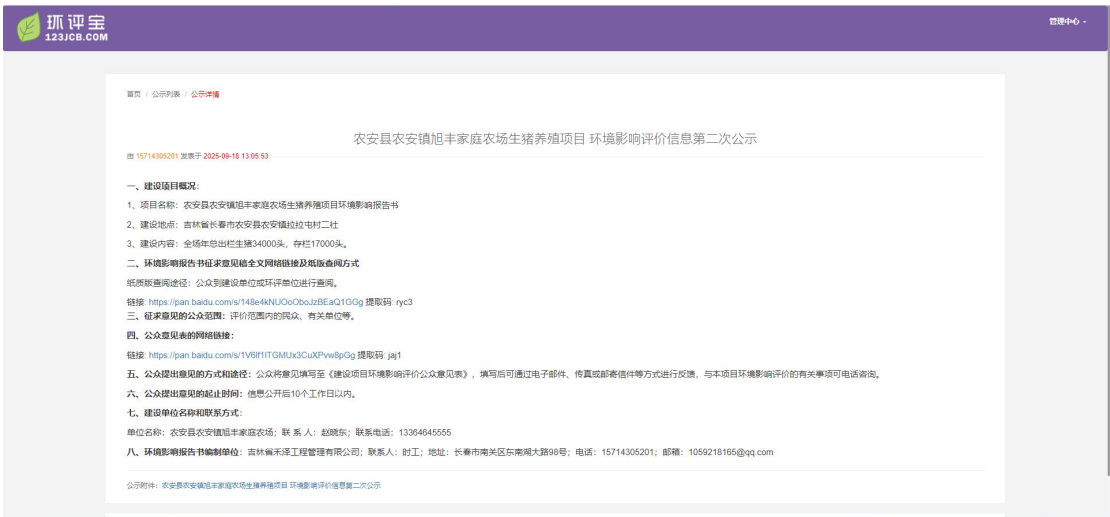 环评宝
123JCB.COM
管理中心
首页 / 公示列表 / 公示详情
农安县农安镇旭丰家庭农场生猪养殖项目 环境影响评价信息第二次公示
由 15714305201 发表于 2025-09-18 13:05:53
一、建设项目概况:
1、项目名称：农安县农安镇旭丰家庭农场生猪养殖项目环境影响报告书
2、建设地点：吉林省长春市农安县农安镇拉拉屯村二社
3、建设内容：全场年总出栏生猪34000头，存栏17000头。
二、环境影响报告书征求意见稿全文网络链接及纸版查阅方式
纸质版查阅途径：公众到建设单位或环评单位进行查阅。
链接: https://pan.baidu.com/s/148e4kNUOoOboJzBEaQ1GGg 提取码: ryc3
三、征求意见的公众范围：评价范围内的民众、有关单位等。
四、公众意见表的网络链接：
链接: https://pan.baidu.com/s/1V6If1ITGMUx3CuXPvw8pGg 提取码: jaj1
五、公众提出意见的方式和途径：公众将意见填写至《建设项目环境影响评价公众意见表》，填写后可通过电子邮件、传真或邮寄信件等方式进行反馈，与本项目环境影响评价的有关事项可电话咨询。
六、公众提出意见的起止时间：信息公开后10个工作日以内。
七、建设单位名称和联系方式:
单位名称：农安县农安镇旭丰家庭农场；联 系 人：赵晓东；联系电话：13364645555
八、环境影响报告书编制单位：吉林省禾泽工程管理有限公司；联系人：时工；地址：长春市南关区东南湖大路98号；电话：15714305201；邮箱：1059218165@qq.com
公示附件：农安县农安镇旭丰家庭农场生猪养殖项目 环境影响评价信息第二次公示